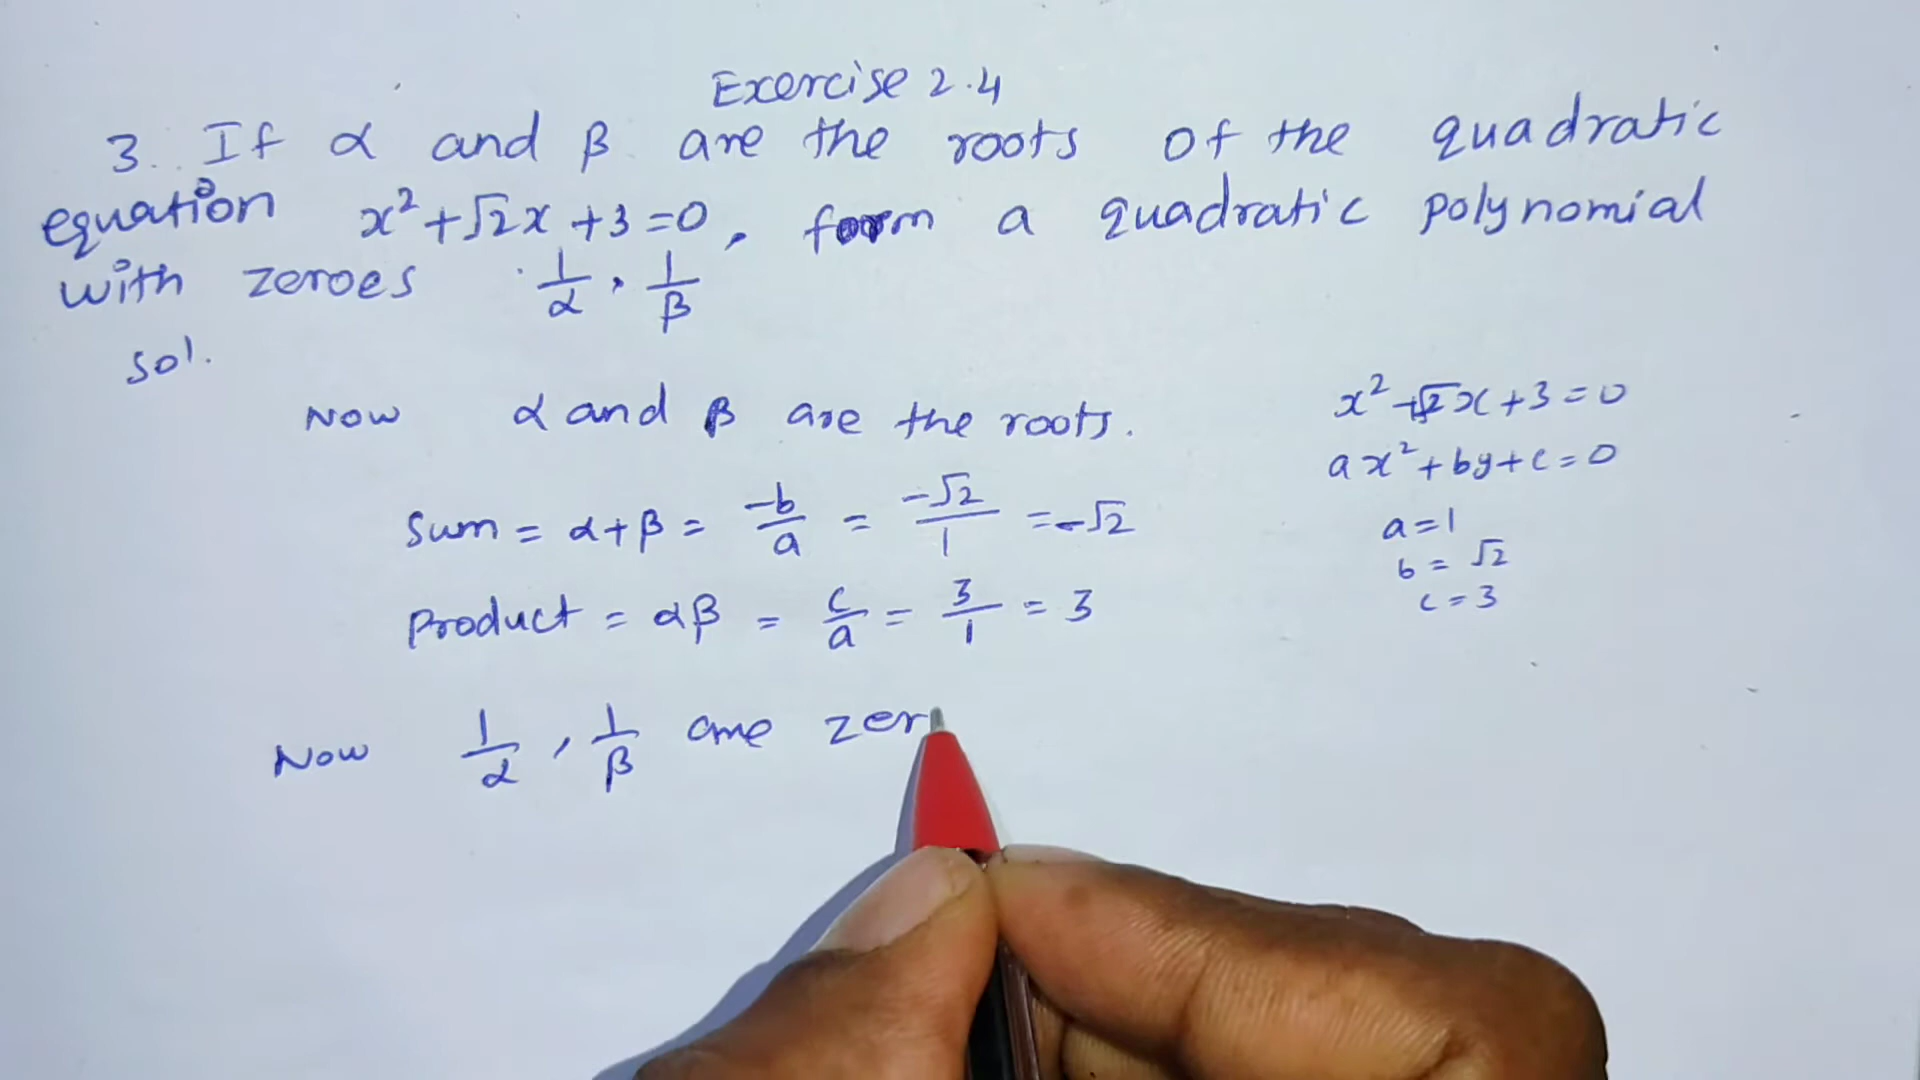 Exercise 2.4
3. If α and β are the roots of the quadratic
equation x² + √2x + 3 = 0, form a quadratic polynomial
with zeroes 1/α, 1/β
Sol.
Now α and β are the roots.
x² + √2x + 3 = 0
ax² + by + c = 0
Sum = α + β = -b/a = -√2/1 = -√2
a = 1
b = √2
c = 3
Product = αβ = c/a = 3/1 = 3
Now 1/α, 1/β are zer